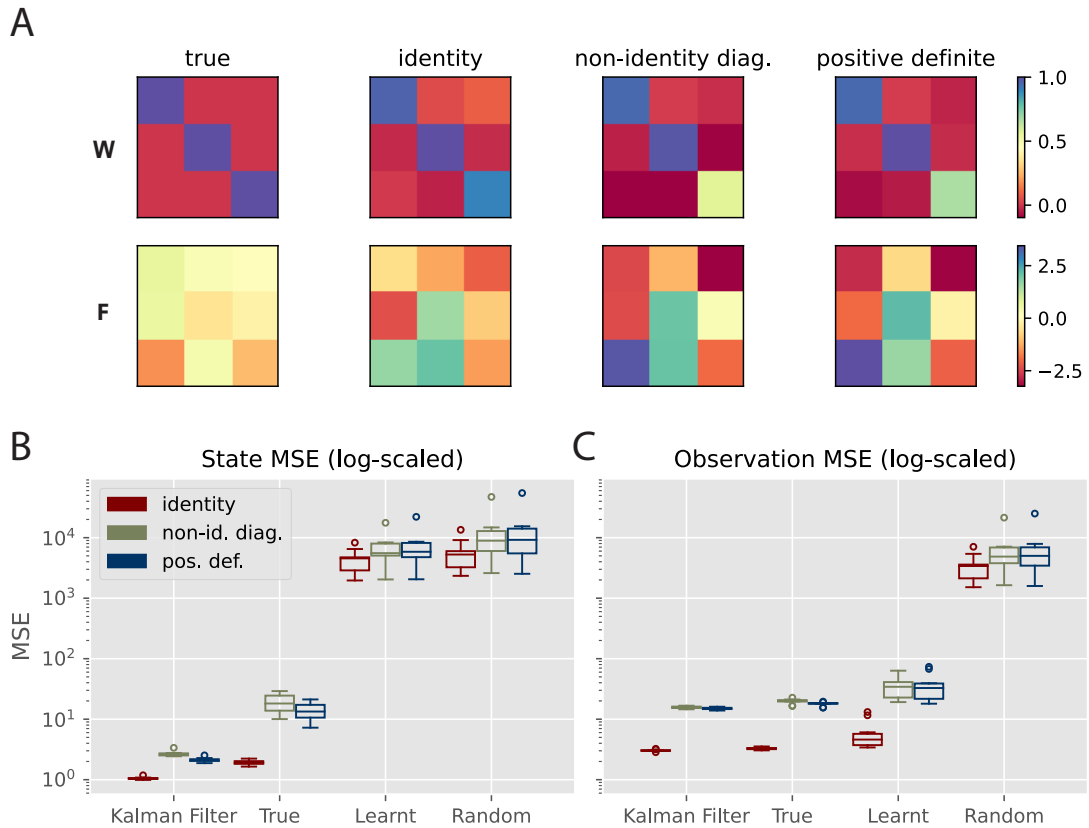 A
true identity non-identity diag. positive definite
W
1.0
0.5
0.0
F
2.5
0.0
−2.5
B
State MSE (log-scaled)
identity
non-id. diag.
pos. def.
MSE
10⁴
10³
10²
10¹
10⁰
Kalman Filter True Learnt Random
C
Observation MSE (log-scaled)
Kalman Filter True Learnt Random